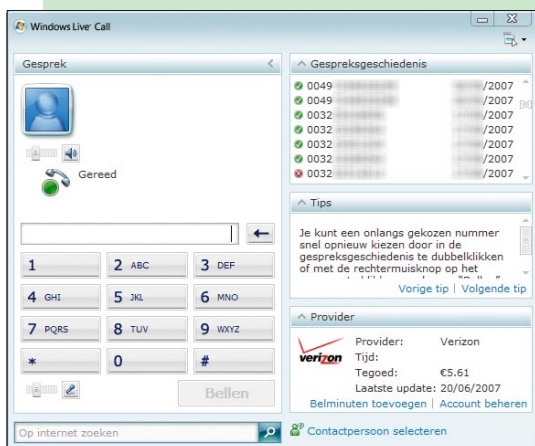 Windows Live Call
Gesprek
Gereed
1
2 ABC
3 DEF
4 GHI
5 JKL
6 MNO
7 PQRS
8 TUV
9 WXYZ
*
0
#
Bellen
Op internet zoeken
Gespreksgeschiedenis
0049 /2007
0049 /2007
0032 /2007
0032 /2007
0032 /2007
0032 /2007
0032 /2007
Tips
Je kunt een onlangs gekozen nummer
snel opnieuw kiezen door in de
gespreksgeschiedenis te dubbelklikken
of met de rechtermuisknop op het
Vorige tip | Volgende tip
Provider
verizon
Provider: Verizon
Tijd:
Tegoed: €5.61
Laatste update: 20/06/2007
Belminuten toevoegen | Account beheren
Contactpersoon selecteren